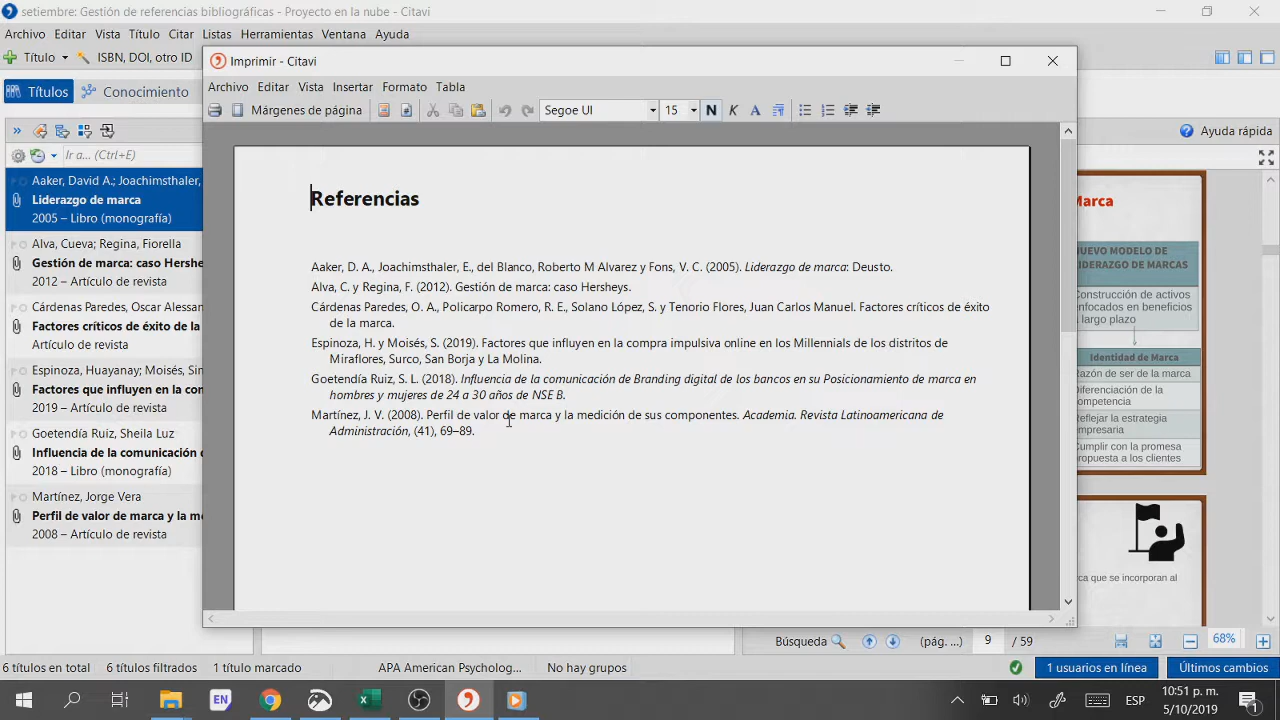 setiembre: Gestión de referencias bibliográficas - Proyecto en la nube - Citavi
Archivo Editar Vista Título Citar Listas Herramientas Ventana Ayuda
Título ISBN, DOI, otro ID
Títulos Conocimiento
Ayuda rápida
Ir a... (Ctrl+E)
Aaker, David A.; Joachimsthaler,
Liderazgo de marca
2005 – Libro (monografía)
Alva, Cueva; Regina, Fiorella
Gestión de marca: caso Hershe
2012 – Artículo de revista
Cárdenas Paredes, Oscar Alessan
Factores críticos de éxito de la
Artículo de revista
Espinoza, Huayanay; Moisés, Sin
Factores que influyen en la con
2019 – Artículo de revista
Goetendía Ruiz, Sheila Luz
Influencia de la comunicación
2018 – Libro (monografía)
Martínez, Jorge Vera
Perfil de valor de marca y la me
2008 – Artículo de revista
Imprimir - Citavi
Archivo Editar Vista Insertar Formato Tabla
Márgenes de página Segoe UI 15 N K A
Referencias
Aaker, D. A., Joachimsthaler, E., del Blanco, Roberto M Alvarez y Fons, V. C. (2005). Liderazgo de marca: Deusto.
Alva, C. y Regina, F. (2012). Gestión de marca: caso Hersheys.
Cárdenas Paredes, O. A., Policarpo Romero, R. E., Solano López, S. y Tenorio Flores, Juan Carlos Manuel. Factores críticos de éxito
de la marca.
Espinoza, H. y Moisés, S. (2019). Factores que influyen en la compra impulsiva online en los Millennials de los distritos de
Miraflores, Surco, San Borja y La Molina.
Goetendía Ruiz, S. L. (2018). Influencia de la comunicación de Branding digital de los bancos en su Posicionamiento de marca en
hombres y mujeres de 24 a 30 años de NSE B.
Martínez, J. V. (2008). Perfil de valor de marca y la medición de sus componentes. Academia. Revista Latinoamericana de
Administración, (41), 69–89.
Marca
NUEVO MODELO DE
LIDERAZGO DE MARCAS
Construcción de activos
enfocados en beneficios
a largo plazo
Identidad de Marca
Razón de ser de la marca
Diferenciación de la
competencia
Reflejar la estrategia
empresaria
Cumplir con la promesa
propuesta a los clientes
rca que se incorporan al
Búsqueda (pág. ...) 9 / 59 68%
6 títulos en total 6 títulos filtrados 1 título marcado APA American Psycholog... No hay grupos 1 usuarios en línea Últimos cambios
EN ESP 10:51 p. m.
5/10/2019 1